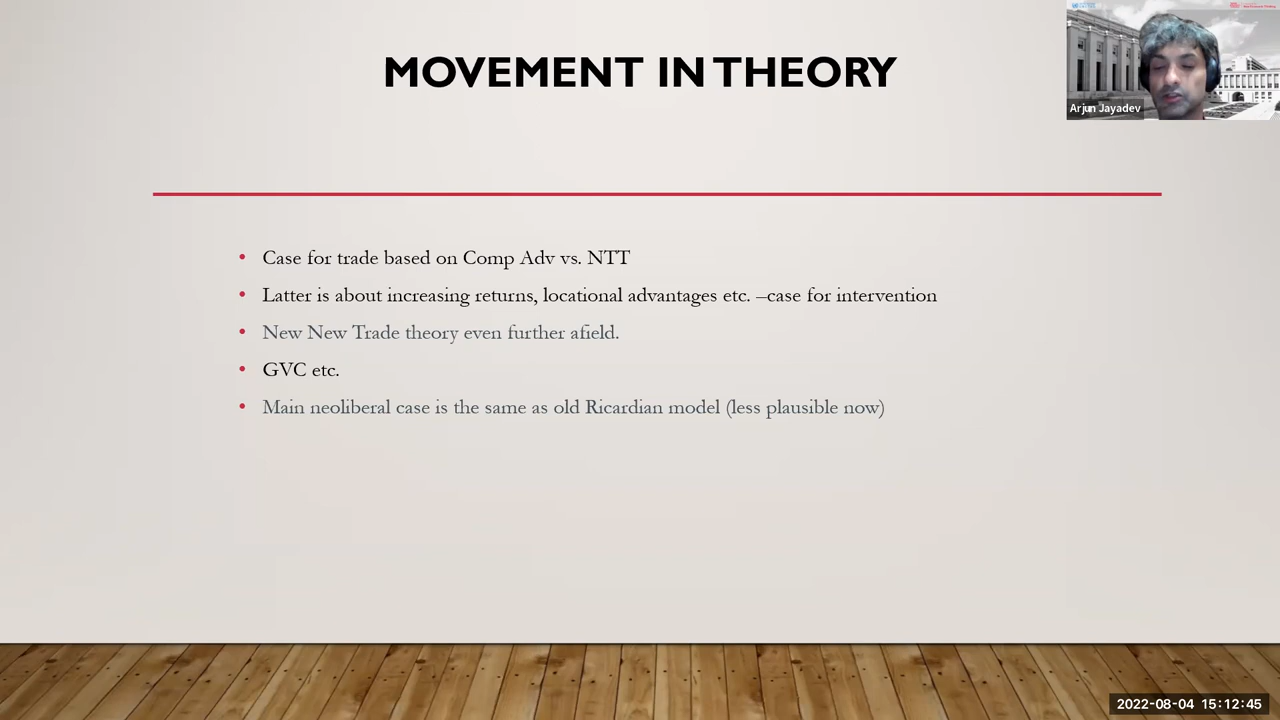 MOVEMENT IN THEORY
Arjun Jayadev
• Case for trade based on Comp Adv vs. NTT
• Latter is about increasing returns, locational advantages etc. –case for intervention
• New New Trade theory even further afield.
• GVC etc.
• Main neoliberal case is the same as old Ricardian model (less plausible now)
2022-08-04 15:12:45